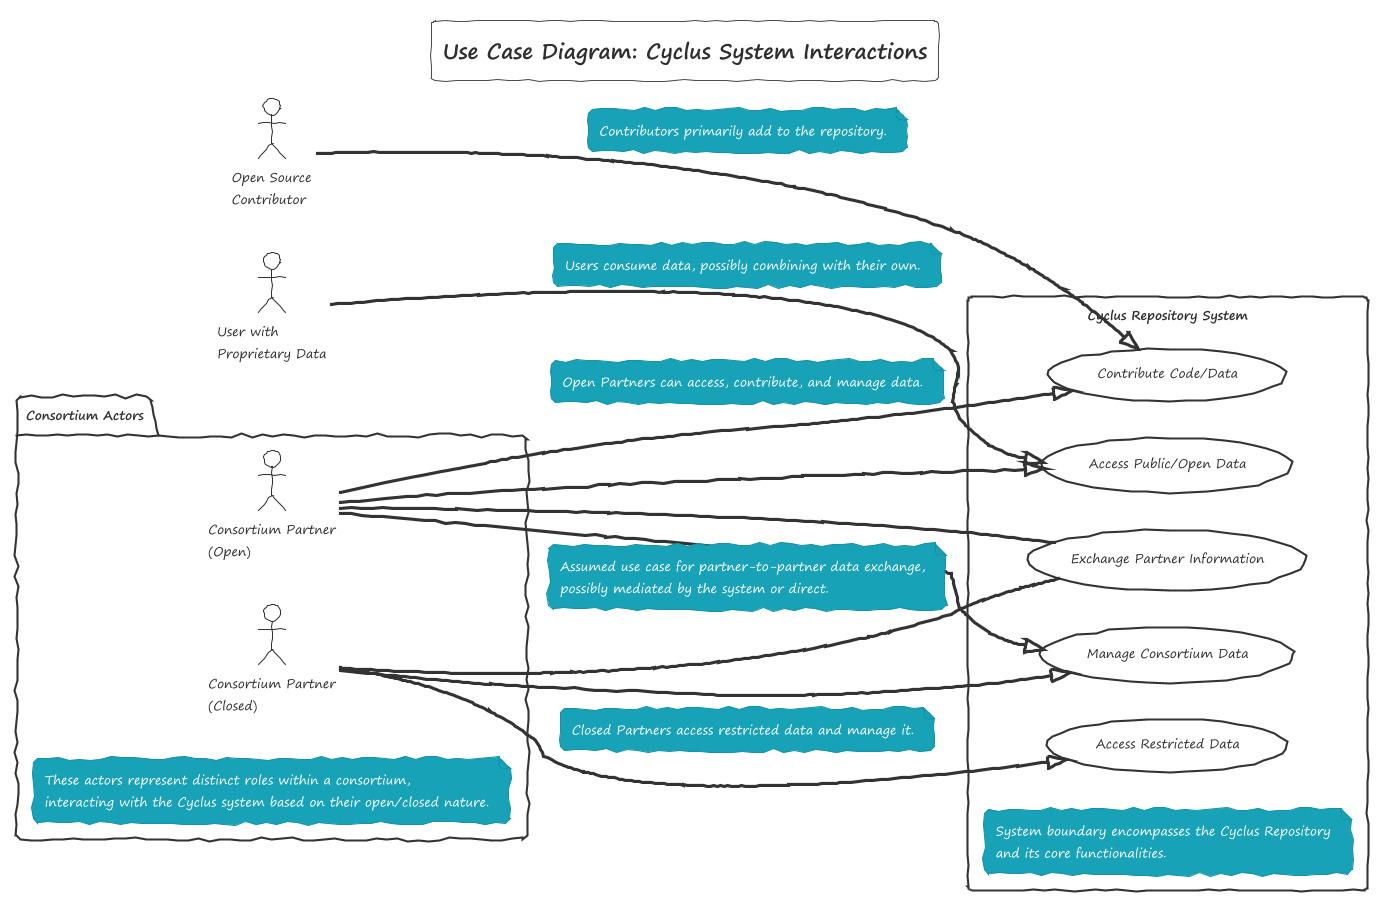 Use Case Diagram: Cyclus System Interactions
Contributors primarily add to the repository.
Open Source
Contributor
Users consume data, possibly combining with their own.
User with
Proprietary Data
Cyclus Repository System
Contribute Code/Data
Open Partners can access, contribute, and manage data.
Consortium Actors
Access Public/Open Data
Consortium Partner
(Open)
Exchange Partner Information
Assumed use case for partner-to-partner data exchange,
possibly mediated by the system or direct.
Manage Consortium Data
Consortium Partner
(Closed)
Closed Partners access restricted data and manage it.
Access Restricted Data
These actors represent distinct roles within a consortium,
interacting with the Cyclus system based on their open/closed nature.
System boundary encompasses the Cyclus Repository
and its core functionalities.